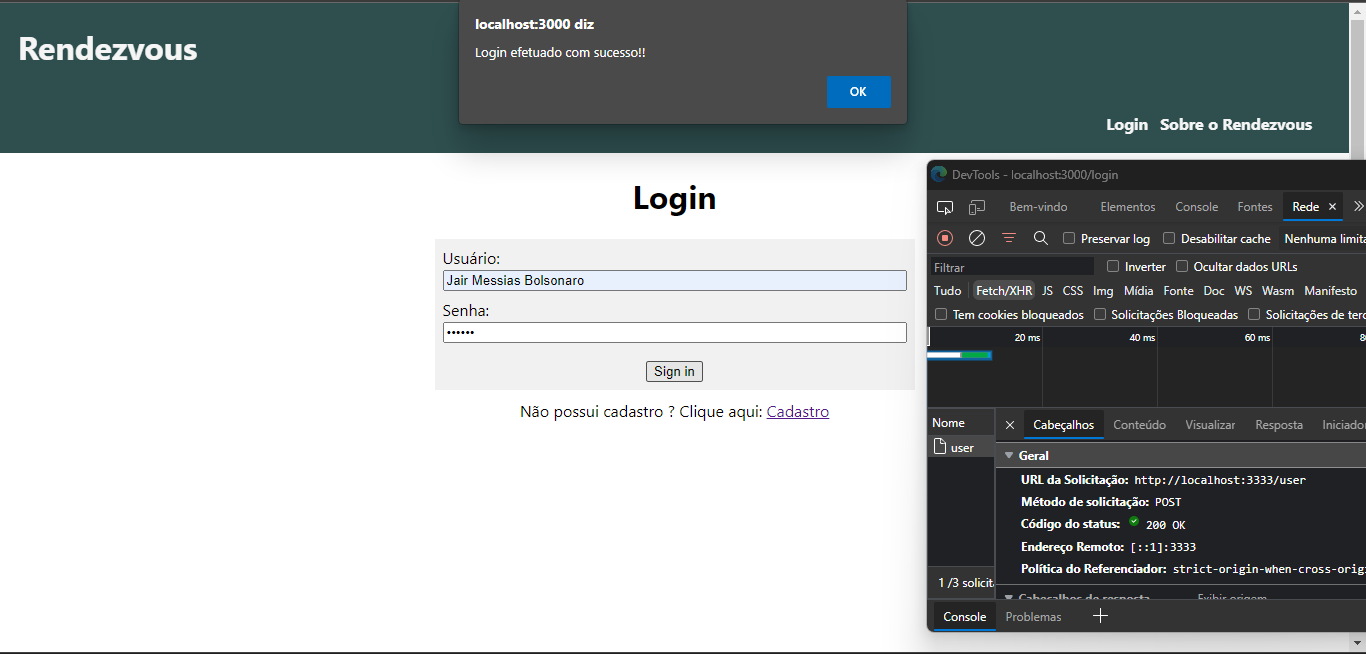 Rendezvous
localhost:3000 diz
Login efetuado com sucesso!!
OK
Login Sobre o Rendezvous
Login
Usuário:
Jair Messias Bolsonaro
Senha:
••••••
Sign in
Não possui cadastro ? Clique aqui: Cadastro
DevTools - localhost:3000/login
Bem-vindo Elementos Console Fontes Rede
Preservar log Desabilitar cache Nenhuma limita
Filtrar Inverter Ocultar dados URLs
Tudo Fetch/XHR JS CSS Img Mídia Fonte Doc WS Wasm Manifesto
Tem cookies bloqueados Solicitações Bloqueadas Solicitações de terc
20 ms 40 ms 60 ms 8
Nome Cabeçalhos Conteúdo Visualizar Resposta Iniciador
user
Geral
URL da Solicitação: http://localhost:3333/user
Método de solicitação: POST
Código do status: 200 OK
Endereço Remoto: [::1]:3333
Política do Referenciador: strict-origin-when-cross-orig
1 /3 solicit
Cabeçalhos de resposta Exibir origem
Console Problemas